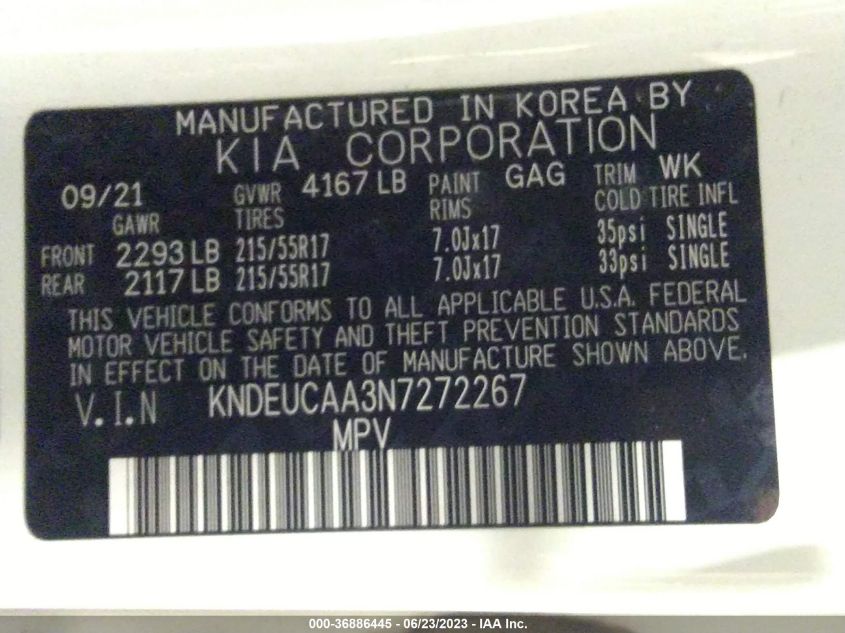 MANUFACTURED IN KOREA BY
KIA CORPORATION
09/21 GVWR 4167 LB PAINT GAG TRIM WK
GAWR TIRES RIMS COLD TIRE INFL
FRONT 2293 LB 215/55R17 7.0Jx17 35psi SINGLE
REAR 2117 LB 215/55R17 7.0Jx17 33psi SINGLE
THIS VEHICLE CONFORMS TO ALL APPLICABLE U.S.A. FEDERAL
MOTOR VEHICLE SAFETY AND THEFT PREVENTION STANDARDS
IN EFFECT ON THE DATE OF MANUFACTURE SHOWN ABOVE.
V.I.N KNDEUCAA3N7272267
MPV
000-36886445 - 06/23/2023 - IAA Inc.